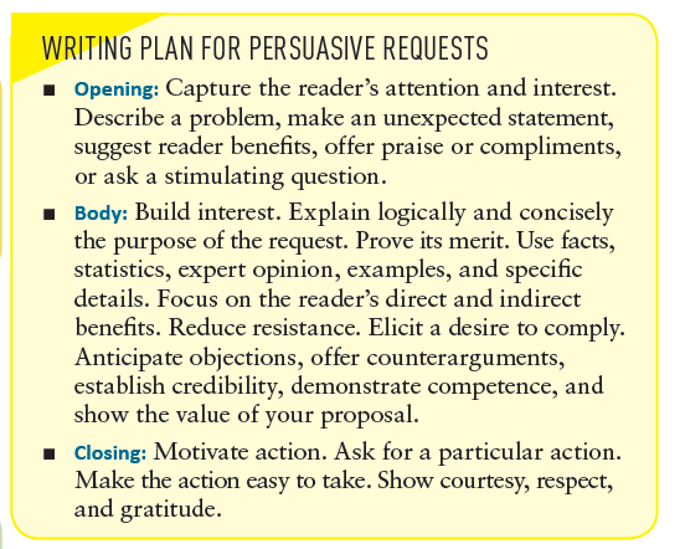 WRITING PLAN FOR PERSUASIVE REQUESTS
■ Opening: Capture the reader’s attention and interest.
Describe a problem, make an unexpected statement,
suggest reader benefits, offer praise or compliments,
or ask a stimulating question.
■ Body: Build interest. Explain logically and concisely
the purpose of the request. Prove its merit. Use facts,
statistics, expert opinion, examples, and specific
details. Focus on the reader’s direct and indirect
benefits. Reduce resistance. Elicit a desire to comply.
Anticipate objections, offer counterarguments,
establish credibility, demonstrate competence, and
show the value of your proposal.
■ Closing: Motivate action. Ask for a particular action.
Make the action easy to take. Show courtesy, respect,
and gratitude.